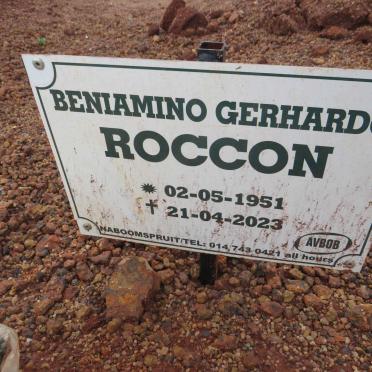 BENIAMINO GERHARDO
ROCCON
✹ 02-05-1951
✝ 21-04-2023
NABOOMSPRUIT/TEL: 014 743 0421 all hours
AVBOB